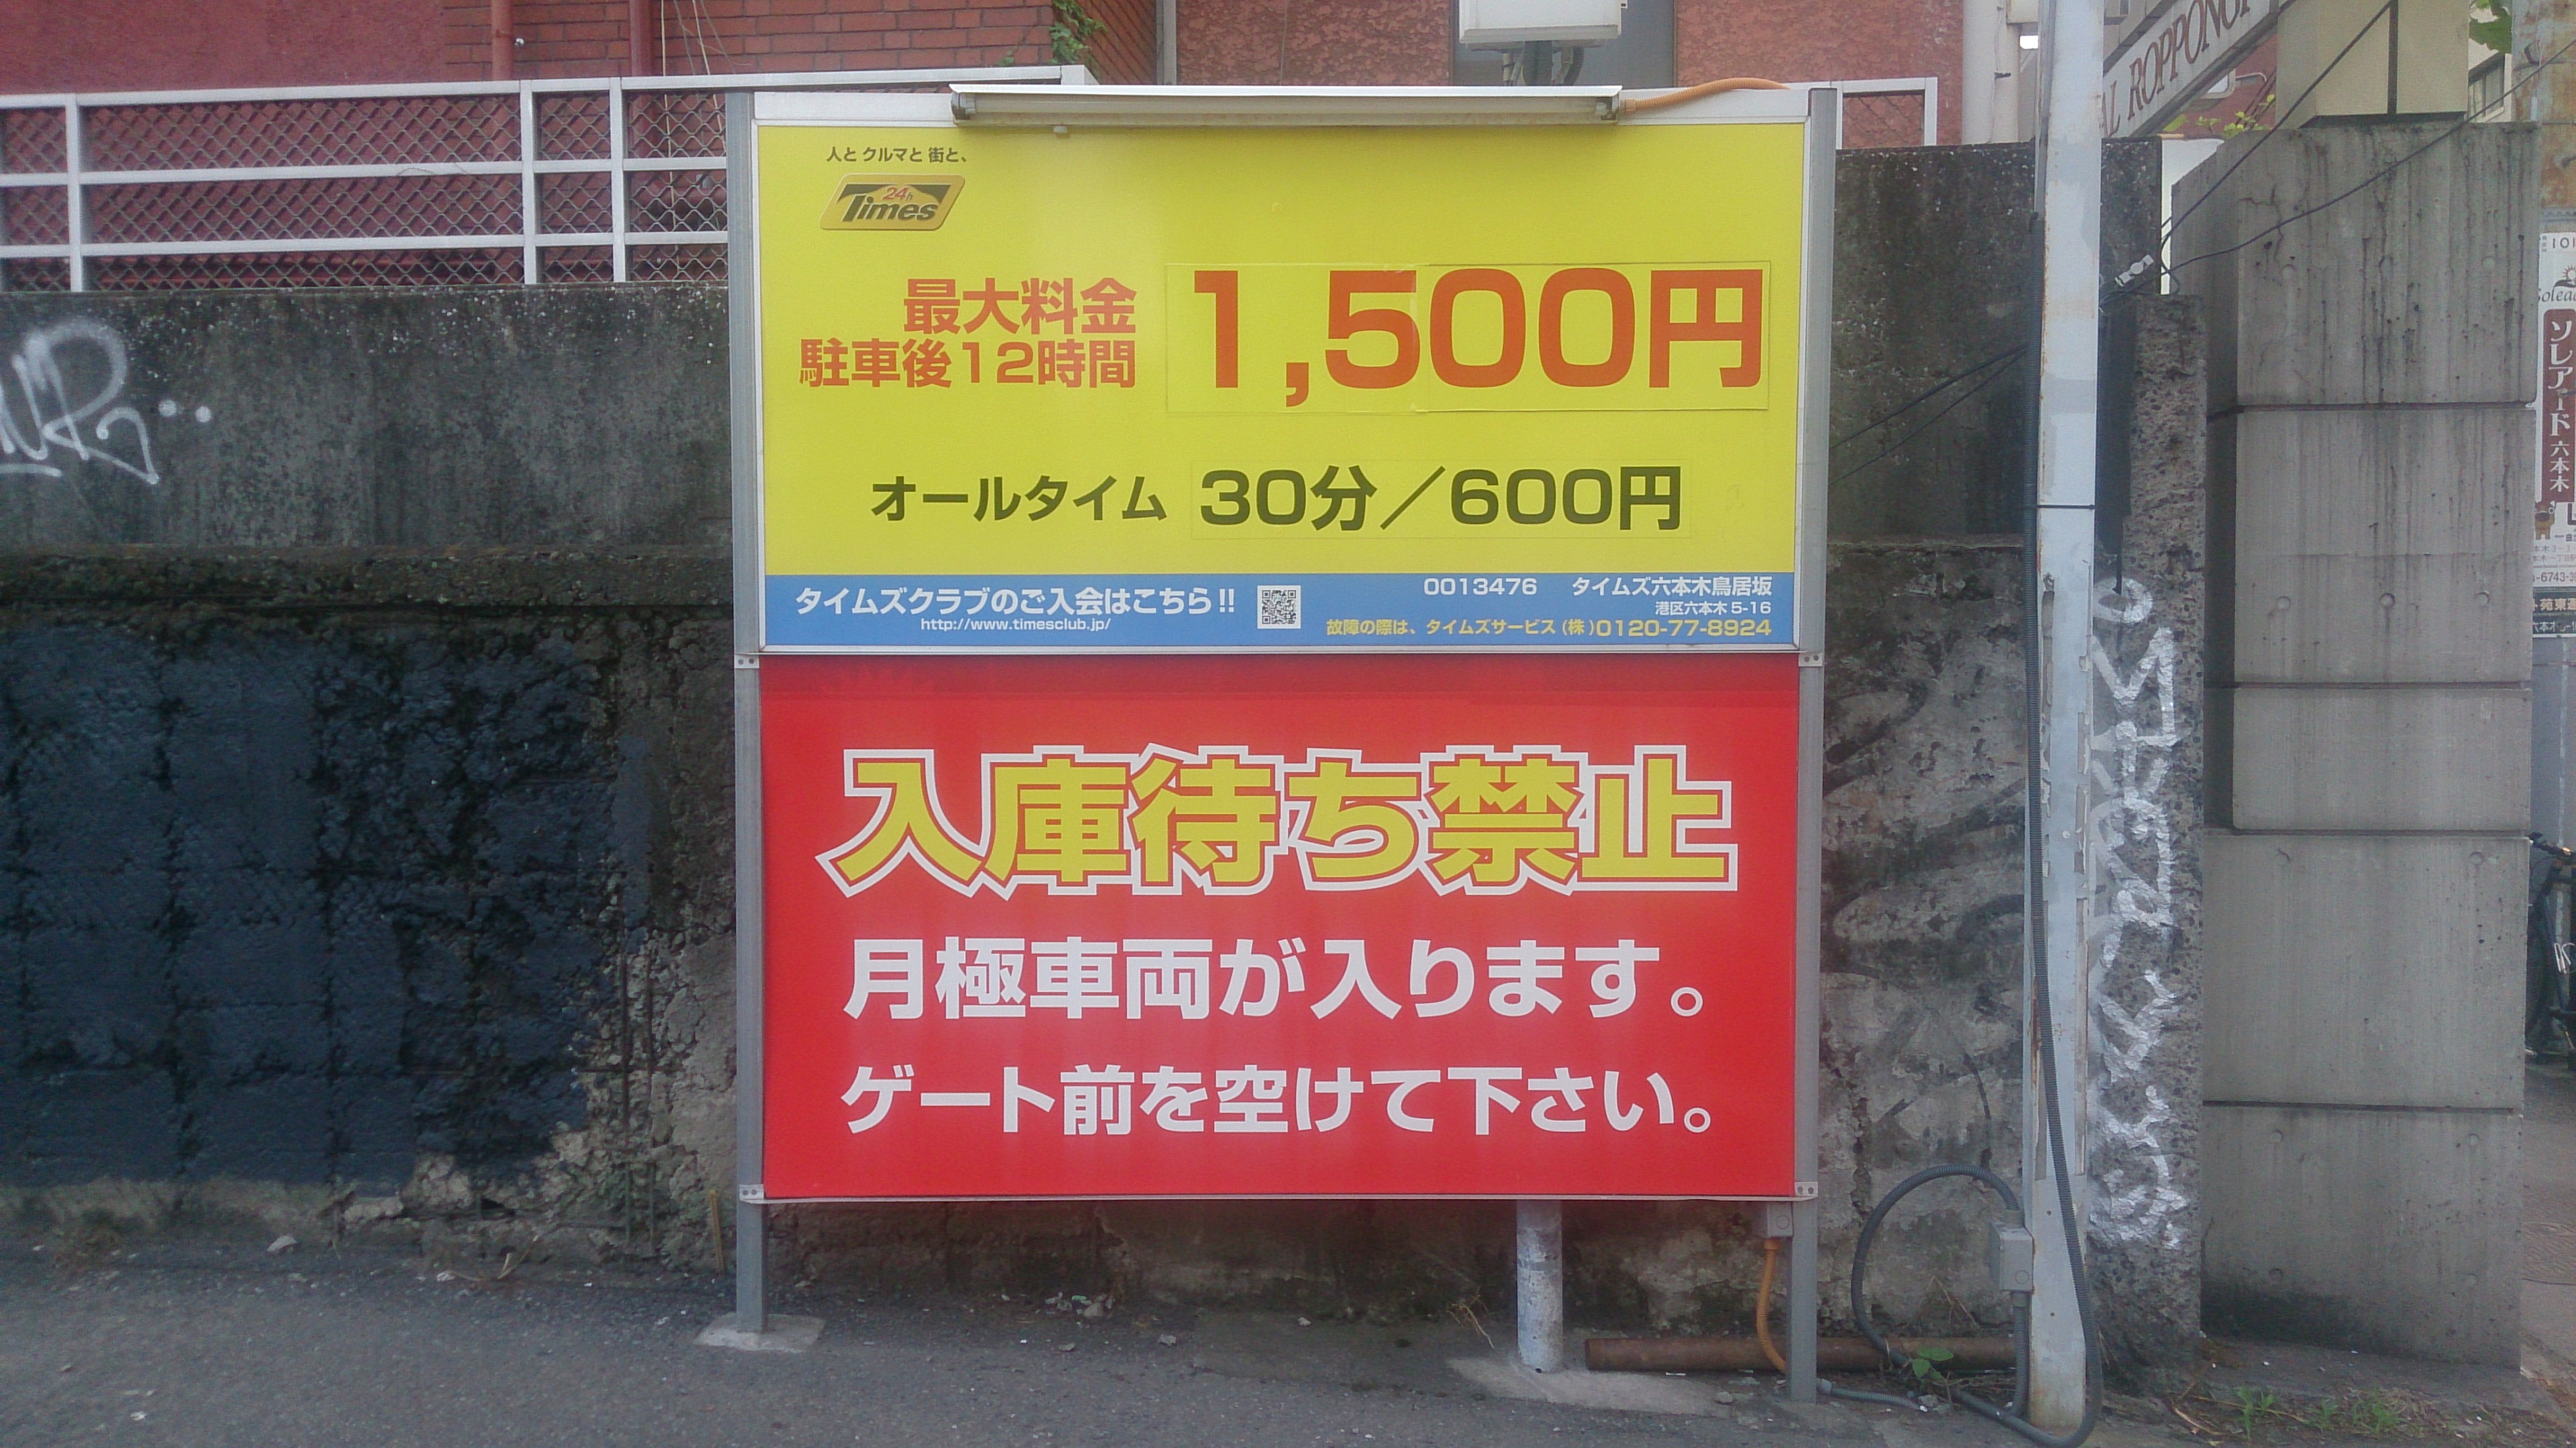 人と クルマと 街と、
24h
Times
最大料金
駐車後12時間
1,500円
オールタイム 30分／600円
タイムズクラブのご入会はこちら!!
http://www.timesclub.jp/
0013476 タイムズ六本木鳥居坂
港区六本木 5-16
故障の際は、タイムズサービス(株)0120-77-8924
入庫待ち禁止
月極車両が入ります。
ゲート前を空けて下さい。
AL ROPPONGI
ソレアード六本木